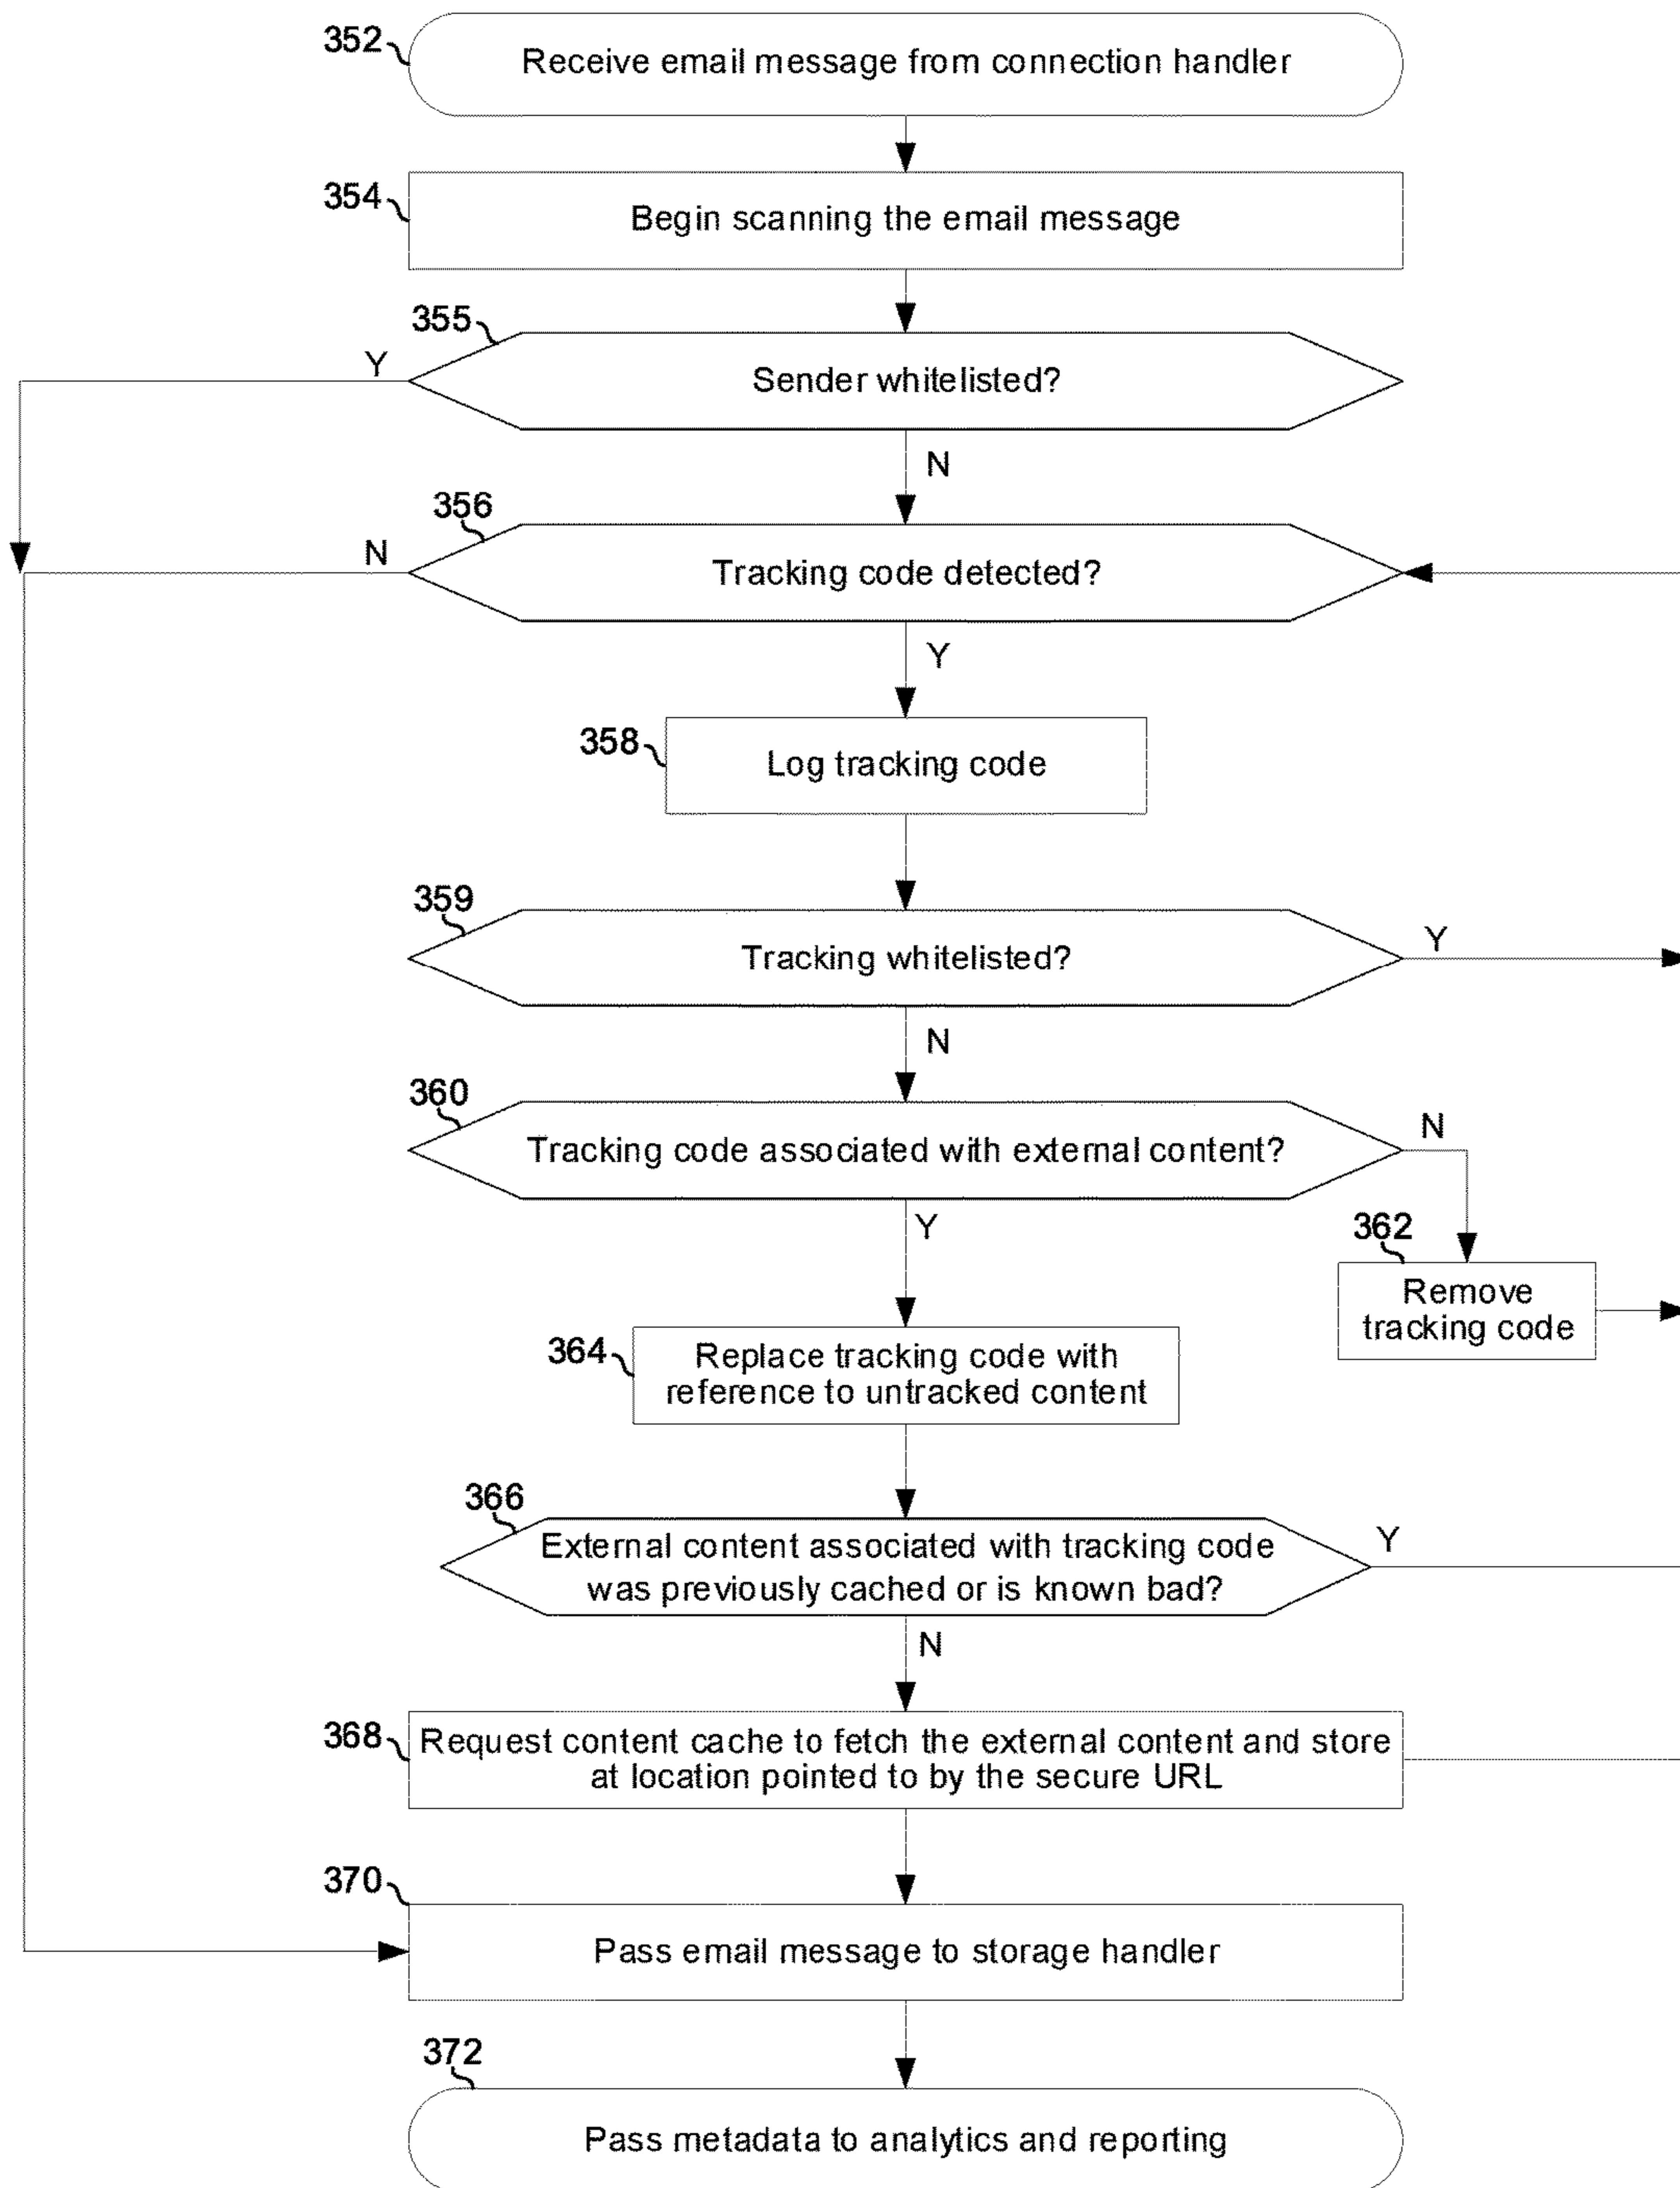 352
Receive email message from connection handler
354
Begin scanning the email message
355
Y
Sender whitelisted?
N
356
N
Tracking code detected?
Y
358
Log tracking code
359
Y
Tracking whitelisted?
N
360
N
Tracking code associated with external content?
Y
362
Remove
tracking code
364
Replace tracking code with
reference to untracked content
366
Y
External content associated with tracking code
was previously cached or is known bad?
N
368
Request content cache to fetch the external content and store
at location pointed to by the secure URL
370
Pass email message to storage handler
372
Pass metadata to analytics and reporting